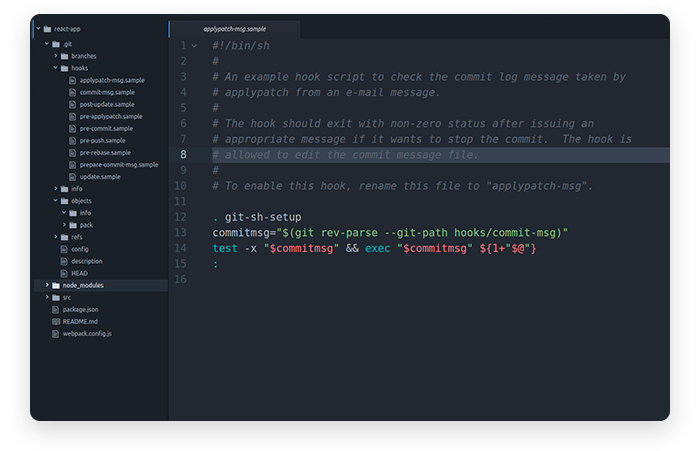 react-app
.git
branches
hooks
applypatch-msg.sample
commit-msg.sample
post-update.sample
pre-applypatch.sample
pre-commit.sample
pre-push.sample
pre-rebase.sample
prepare-commit-msg.sample
update.sample
info
objects
info
pack
refs
config
description
HEAD
node_modules
src
package.json
README.md
webpack.config.js
applypatch-msg.sample
1 #!/bin/sh
2 #
3 # An example hook script to check the commit log message taken by
4 # applypatch from an e-mail message.
5 #
6 # The hook should exit with non-zero status after issuing an
7 # appropriate message if it wants to stop the commit.  The hook is
8 # allowed to edit the commit message file.
9 #
10 # To enable this hook, rename this file to "applypatch-msg".
11
12 . git-sh-setup
13 commitmsg="$(git rev-parse --git-path hooks/commit-msg)"
14 test -x "$commitmsg" && exec "$commitmsg" ${1+"$@"}
15 :
16